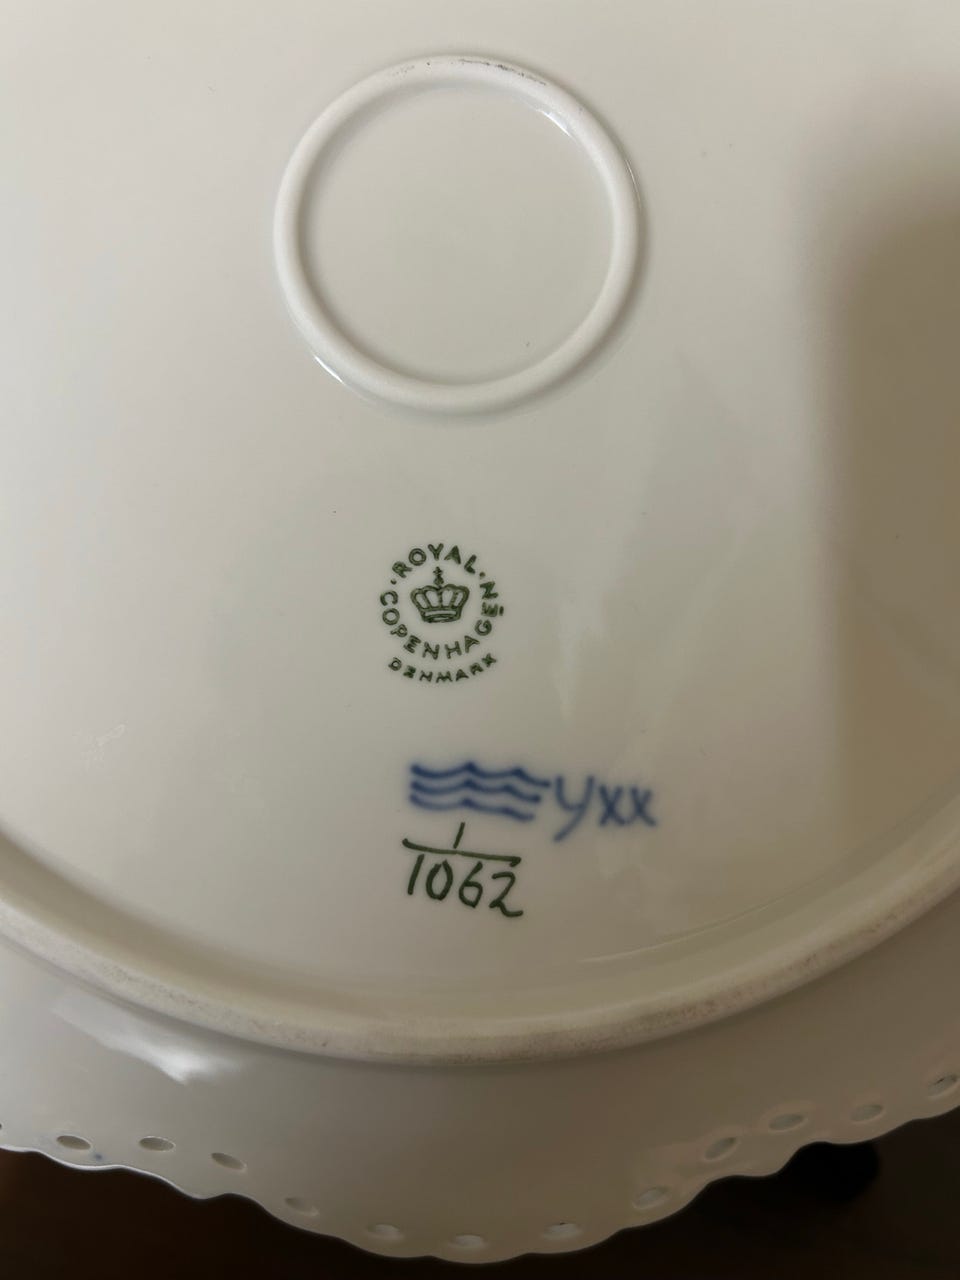 · ROYAL ·
COPENHAGEN
DENMARK
yxx
1
1062